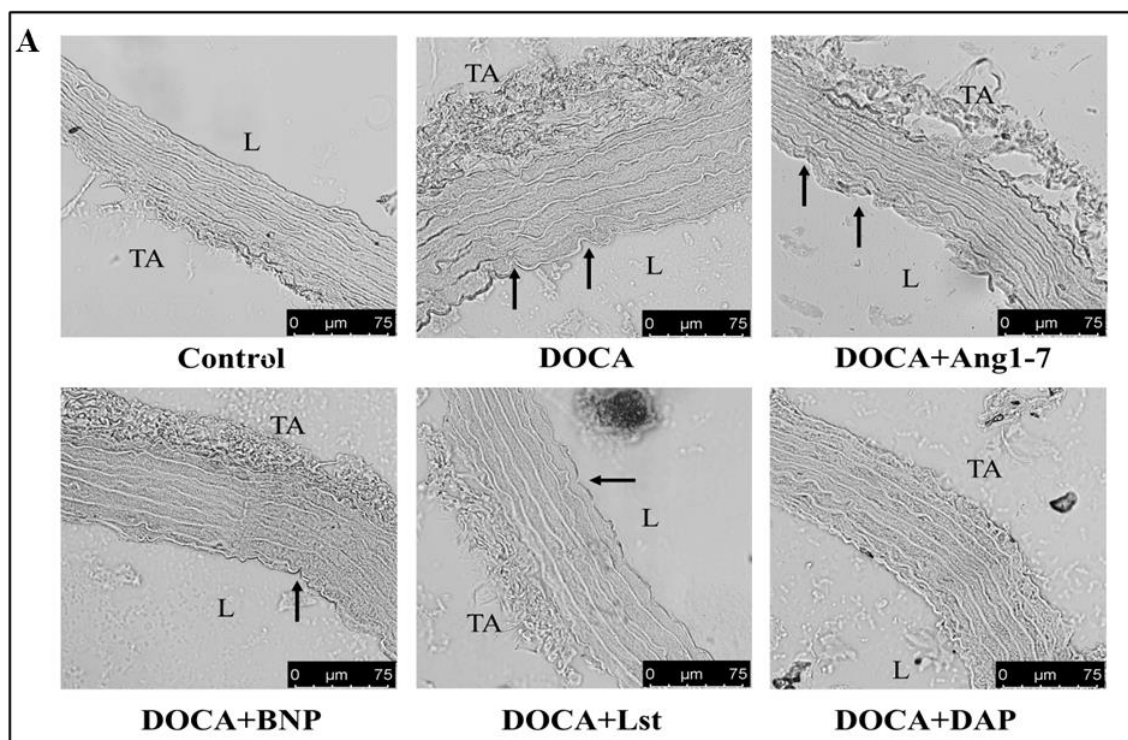 A
L
TA
0 µm 75
Control
TA
L
0 µm 75
DOCA
TA
L
0 µm 75
DOCA+Ang1-7
TA
L
0 µm 75
DOCA+BNP
L
TA
0 µm 75
DOCA+Lst
TA
L
0 µm 75
DOCA+DAP